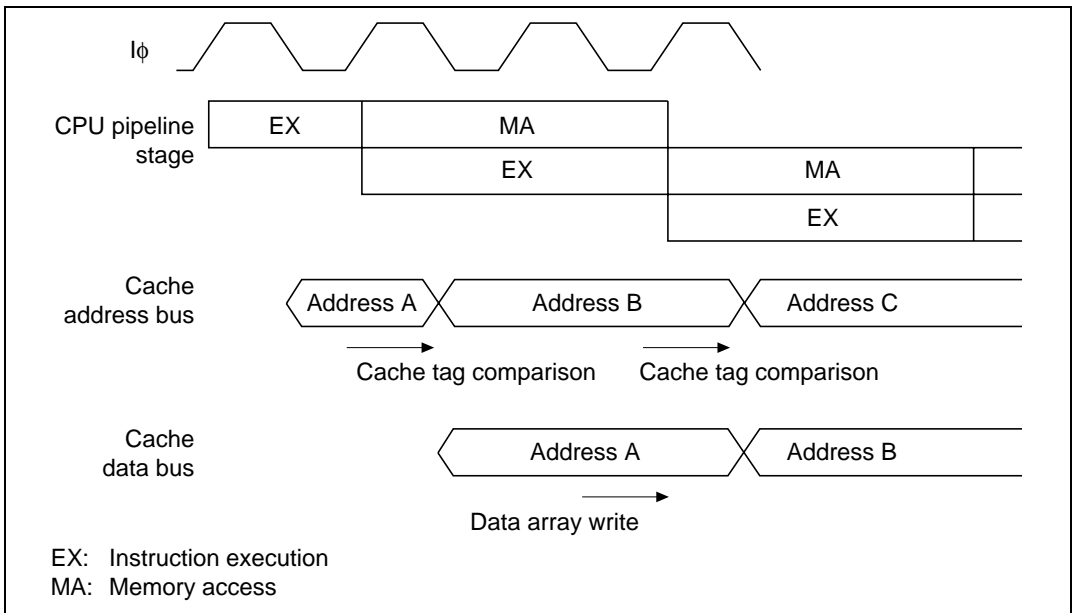 Iϕ
CPU pipeline
stage
EX
MA
EX
MA
EX
Cache
address bus
Address A
Address B
Address C
Cache tag comparison
Cache tag comparison
Cache
data bus
Address A
Address B
Data array write
EX: Instruction execution
MA: Memory access